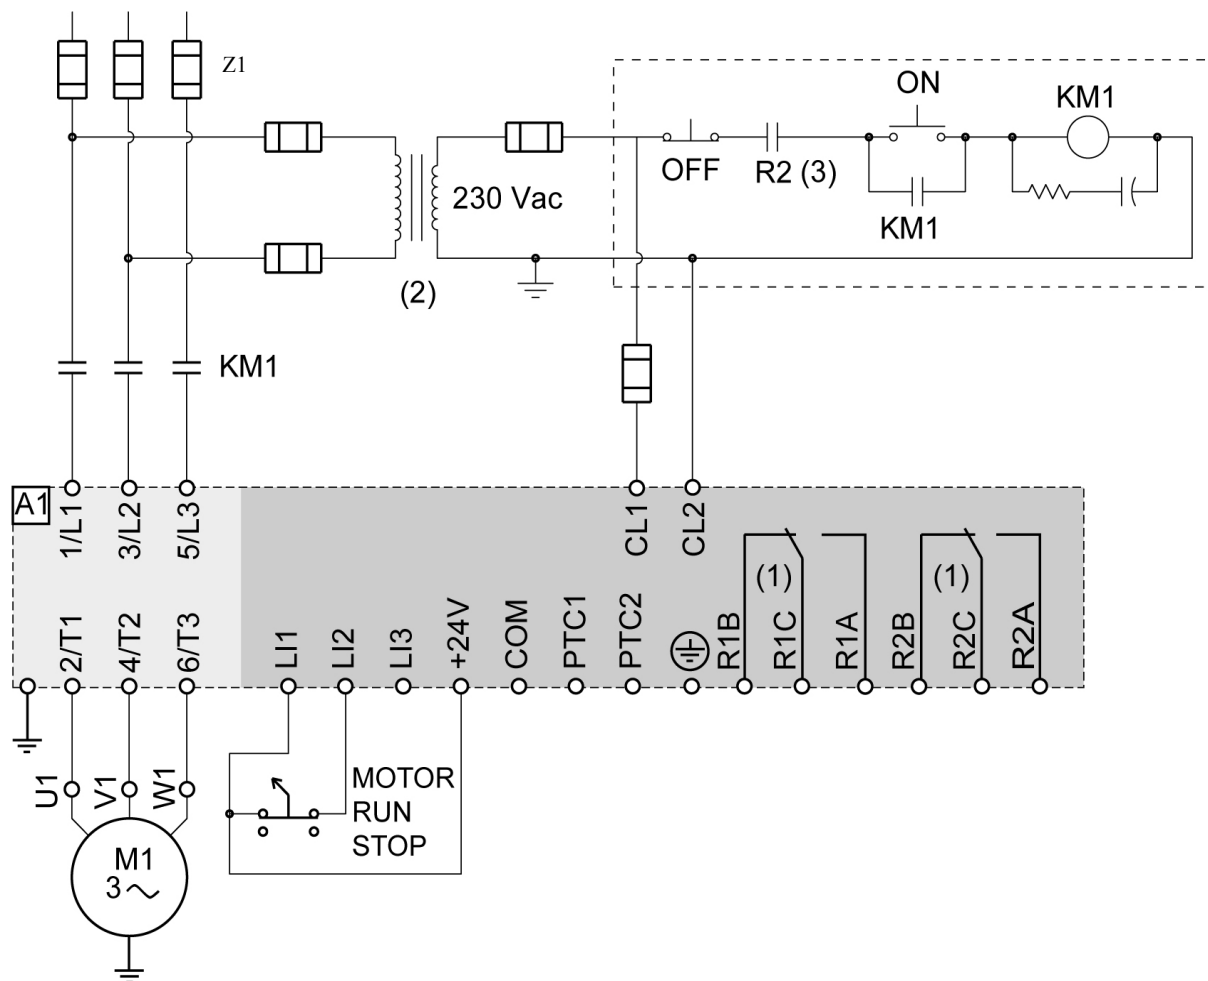 Z1
ON
KM1
OFF
R2 (3)
230 Vac
KM1
(2)
KM1
A1
1/L1
3/L2
5/L3
CL1
CL2
(1)
(1)
2/T1
4/T2
6/T3
LI1
LI2
LI3
+24V
COM
PTC1
PTC2
R1B
R1C
R1A
R2B
R2C
R2A
U1
V1
W1
MOTOR
RUN
STOP
M1
3~